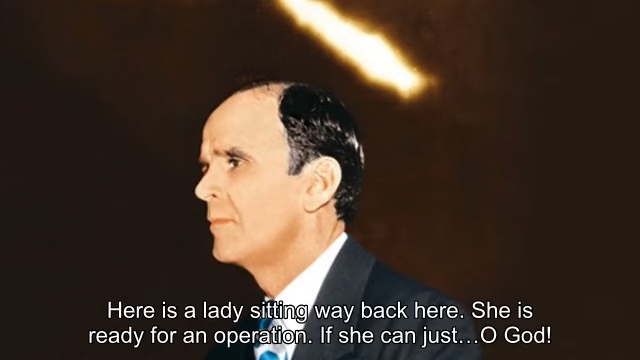 Here is a lady sitting way back here. She is
ready for an operation. If she can just…O God!